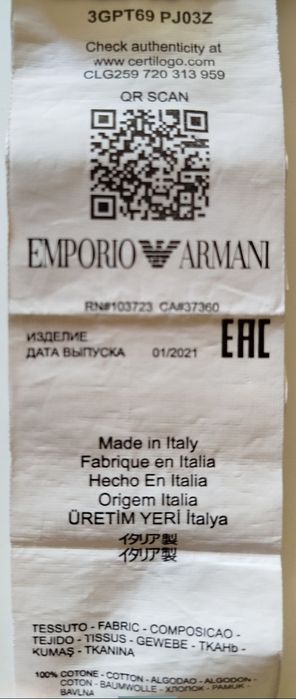 3GPT69 PJ03Z
Check authenticity at
www.certilogo.com
CLG259 720 313 959
QR SCAN
EMPORIO ARMANI
RN#103723 CA#37360
ИЗДЕЛИЕ
ДАТА ВЫПУСКА 01/2021
EAC
Made in Italy
Fabrique en Italia
Hecho En Italia
Origem Italia
ÜRETİM YERİ İtalya
イタリア製
イタリア製
TESSUTO - FABRIC - COMPOSICAO -
TEJIDO - TISSUS - GEWEBE - TKAHb -
KUMAŞ - TKANINA
100% COTONE - COTTON - ALGODAO - ALGODON -
COTON - BAUMWOLLE - ХЛОПОК - PAMUK -
BAVLNA